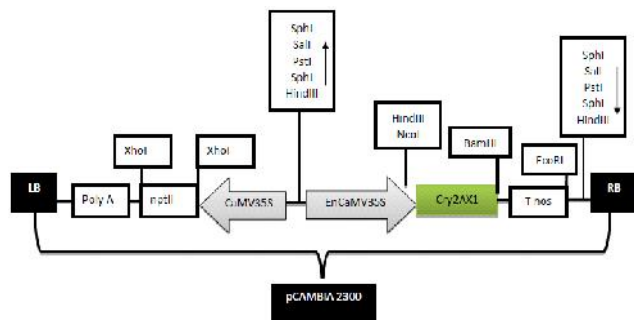 SphI
SalI
PstI
SphI
HindIII
SphI
SalI
PstI
SphI
HindIII
HindIII
NcoI
BamHI
EcoRI
XhoI
XhoI
LB
Poly A
nptII
CaMV35S
EnCaMV35S
Cry2AX1
T nos
RB
pCAMBIA 2300